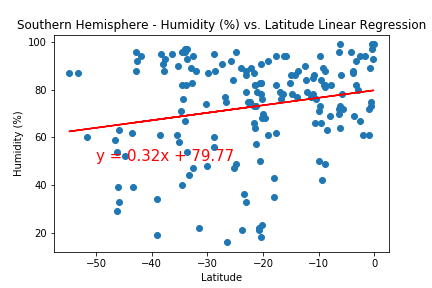 Southern Hemisphere - Humidity (%) vs. Latitude Linear Regression
100
80
60
40
20
Humidity (%)
y = 0.32x + 79.77
−50
−40
−30
−20
−10
0
Latitude